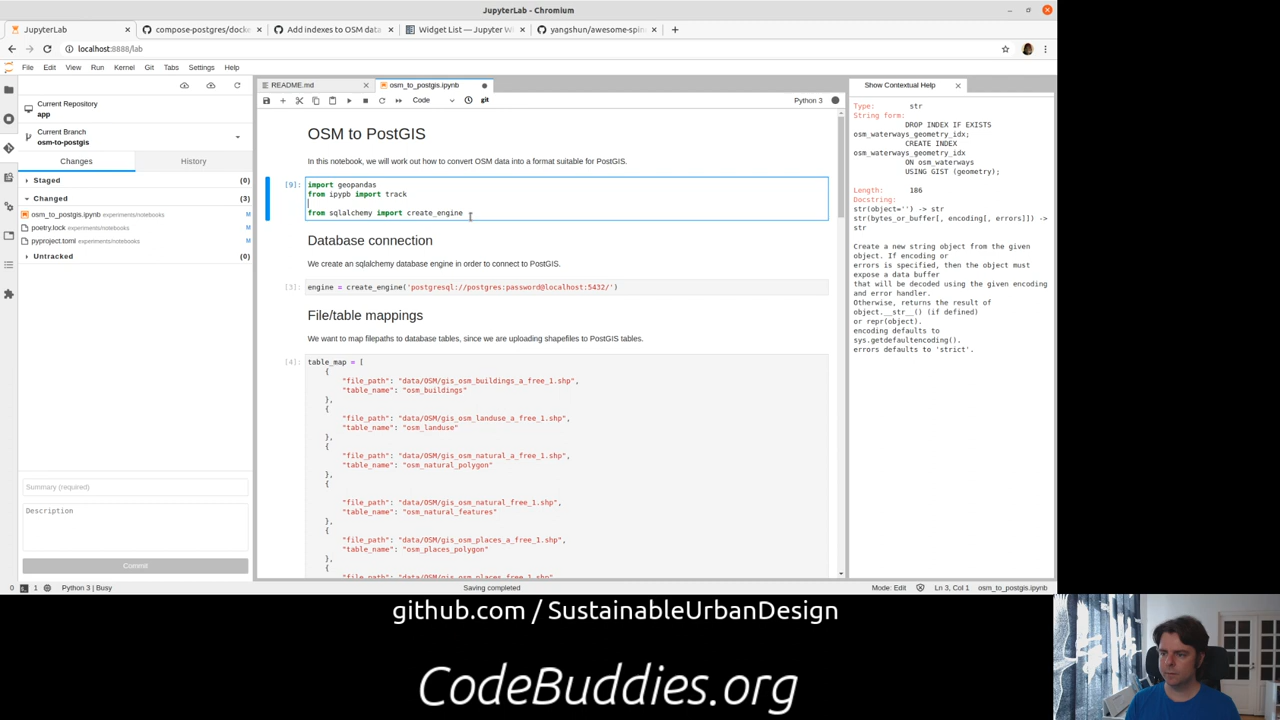 JupyterLab - Chromium
JupyterLab
compose-postgres/docke
Add indexes to OSM data
Widget List — Jupyter Wi
yangshun/awesome-spin
localhost:8888/lab
File Edit View Run Kernel Git Tabs Settings Help
README.md
osm_to_postgis.ipynb
Show Contextual Help
Code
git
Python 3
Current Repository
app
Current Branch
osm-to-postgis
Changes
History
Staged (0)
Changed (3)
osm_to_postgis.ipynb experiments/notebooks M
poetry.lock experiments/notebooks M
pyproject.toml experiments/notebooks M
Untracked (0)
Summary (required)
Description
Commit
OSM to PostGIS
In this notebook, we will work out how to convert OSM data into a format suitable for PostGIS.
[9]: import geopandas
from ipypb import track
from sqlalchemy import create_engine
Database connection
We create an sqlalchemy database engine in order to connect to PostGIS.
[3]: engine = create_engine('postgresql://postgres:password@localhost:5432/')
File/table mappings
We want to map filepaths to database tables, since we are uploading shapefiles to PostGIS tables.
[4]: table_map = [
{
"file_path": "data/OSM/gis_osm_buildings_a_free_1.shp",
"table_name": "osm_buildings"
},
{
"file_path": "data/OSM/gis_osm_landuse_a_free_1.shp",
"table_name": "osm_landuse"
},
{
"file_path": "data/OSM/gis_osm_natural_a_free_1.shp",
"table_name": "osm_natural_polygon"
},
{
"file_path": "data/OSM/gis_osm_natural_free_1.shp",
"table_name": "osm_natural_features"
},
{
"file_path": "data/OSM/gis_osm_places_a_free_1.shp",
"table_name": "osm_places_polygon"
},
{
"file_path": "data/OSM/gis_osm_places_free_1.shp",
Type: str
String form:
DROP INDEX IF EXISTS
osm_waterways_geometry_idx;
CREATE INDEX
osm_waterways_geometry_idx
ON osm_waterways
USING GIST (geometry);
Length: 186
Docstring:
str(object='') -> str
str(bytes_or_buffer[, encoding[, errors]]) ->
str
Create a new string object from the given
object. If encoding or
errors is specified, then the object must
expose a data buffer
that will be decoded using the given encoding
and error handler.
Otherwise, returns the result of
object.__str__() (if defined)
or repr(object).
encoding defaults to
sys.getdefaultencoding().
errors defaults to 'strict'.
0 1 Python 3 | Busy
Saving completed
Mode: Edit
Ln 3, Col 1
osm_to_postgis.ipynb
github.com / SustainableUrbanDesign
CodeBuddies.org